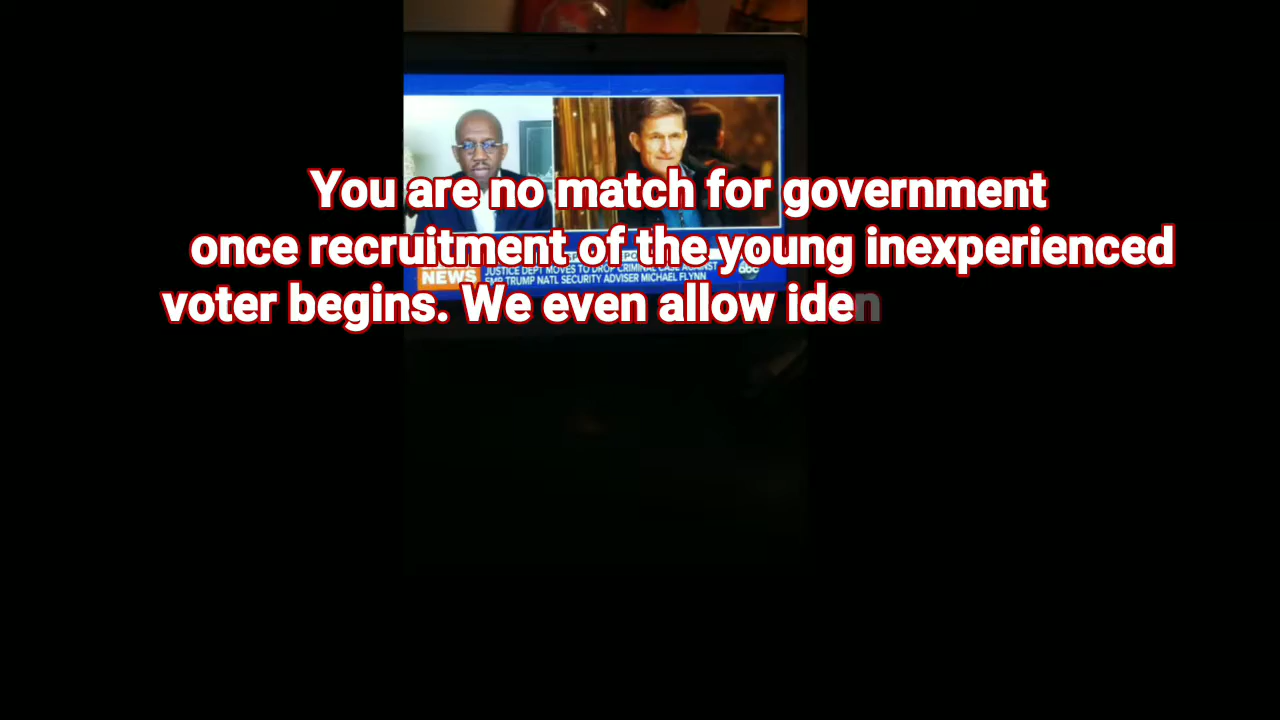 You are no match for government
once recruitment of the young inexperienced
voter begins. We even allow iden
NEWS
JUSTICE DEPT MOVES TO DROP CRIMINAL CASE AGAINST
FMR TRUMP NATL SECURITY ADVISER MICHAEL FLYNN
abc